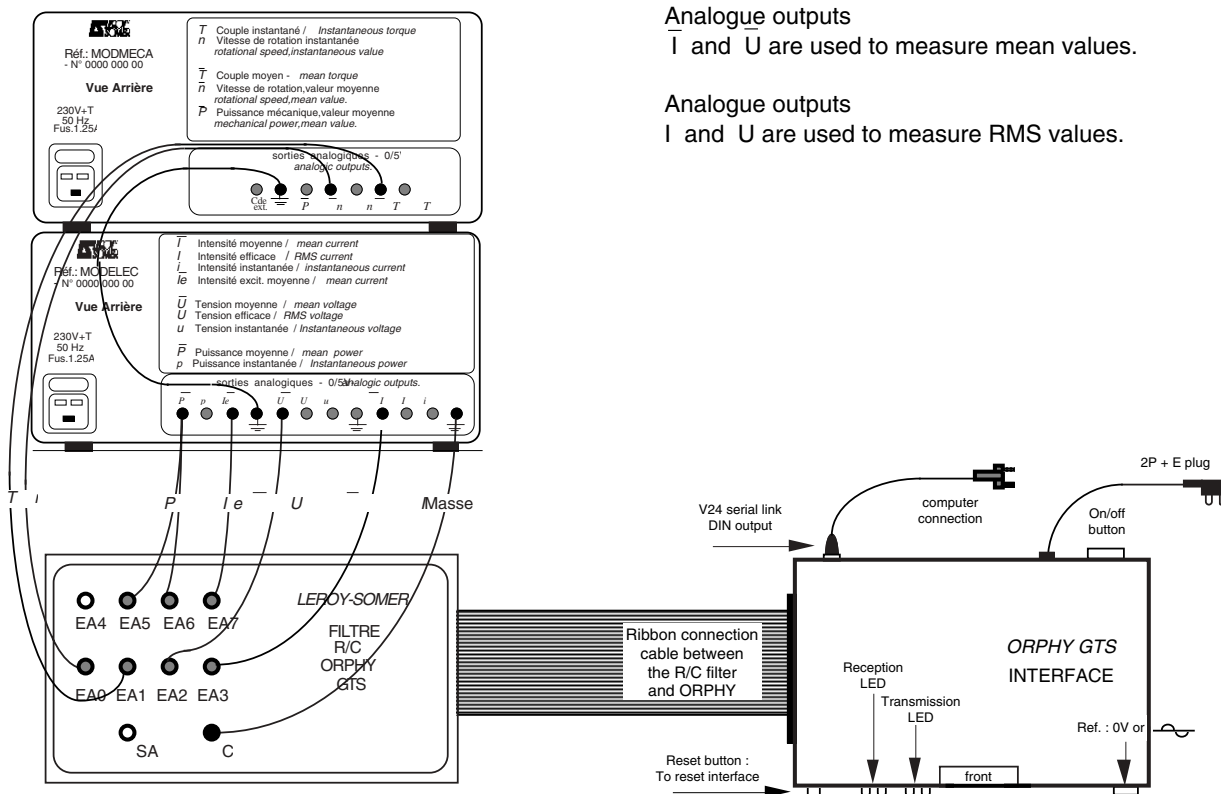 Analogue outputs
I̅ and U̅ are used to measure mean values.
Analogue outputs
I and U are used to measure RMS values.
Réf.: MODMECA
- N° 0000 000 00
Vue Arrière
230V+T
50 Hz
Fus.1.25A
T Couple instantané / Instantaneous torque
n Vitesse de rotation instantanée
rotational speed,instantaneous value
T̅ Couple moyen - mean torque
n̅ Vitesse de rotation,valeur moyenne
rotational speed,mean value.
P̅ Puissance mécanique,valeur moyenne
mechanical power,mean value.
sorties analogiques - 0/5'
analogic outputs.
Cde
ext.
P̅ n̅ n T̅ T
Réf.: MODELEC
- N° 0000 000 00
Vue Arrière
230V+T
50 Hz
Fus.1.25A
I̅ Intensité moyenne / mean current
I Intensité efficace / RMS current
i Intensité instantanée / instantaneous current
I̅e̅ Intensité excit. moyenne / mean current
U̅ Tension moyenne / mean voltage
U Tension efficace / RMS voltage
u Tension instantanée / Instantaneous voltage
P̅ Puissance moyenne / mean power
p Puissance instantanée / Instantaneous power
sorties analogiques - 0/5V analogic outputs.
P̅ p I̅e̅ U̅ U u I̅ I i
T P Ie U Masse
LEROY-SOMER
FILTRE
R/C
ORPHY
GTS
EA4 EA5 EA6 EA7
EA0 EA1 EA2 EA3
SA C
Ribbon connection
cable between
the R/C filter
and ORPHY
V24 serial link
DIN output
computer
connection
2P + E plug
On/off
button
ORPHY GTS
INTERFACE
Reception
LED
Transmission
LED
Ref. : 0V or
Reset button :
To reset interface
front